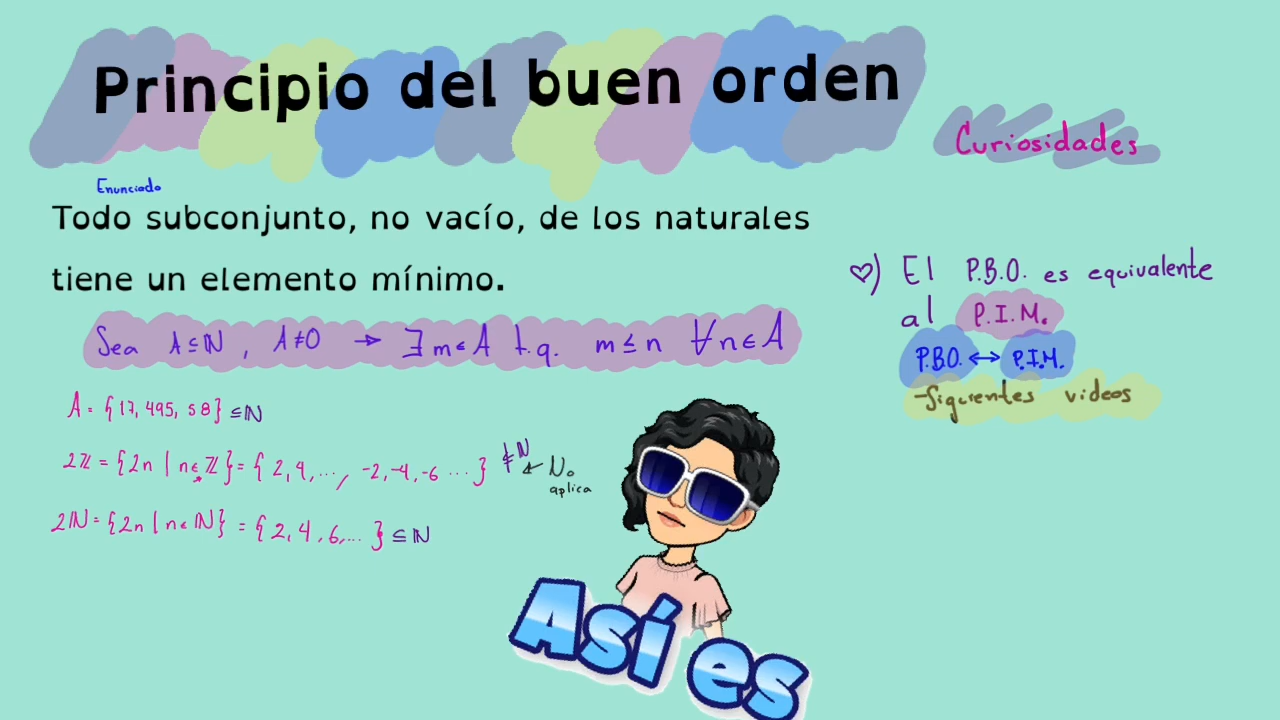 Principio del buen orden
Curiosidades
Enunciado
Todo subconjunto, no vacío, de los naturales
tiene un elemento mínimo.
Sea A⊆ℕ, A≠0 → ∃m∈A t.q. m≤n ∀n∈A
A={17, 495, 58}⊆ℕ
2ℤ={2n | n∈ℤ}={2,4,..., -2,-4,-6 ...} ⊈ℕ ← No
aplica
2ℕ={2n | n∈ℕ} = {2,4,6,...}⊆ℕ
♡) El P.B.O. es equivalente
al P.I.M.
P.B.O. ↔ P.I.M.
→Siguientes videos
Así es